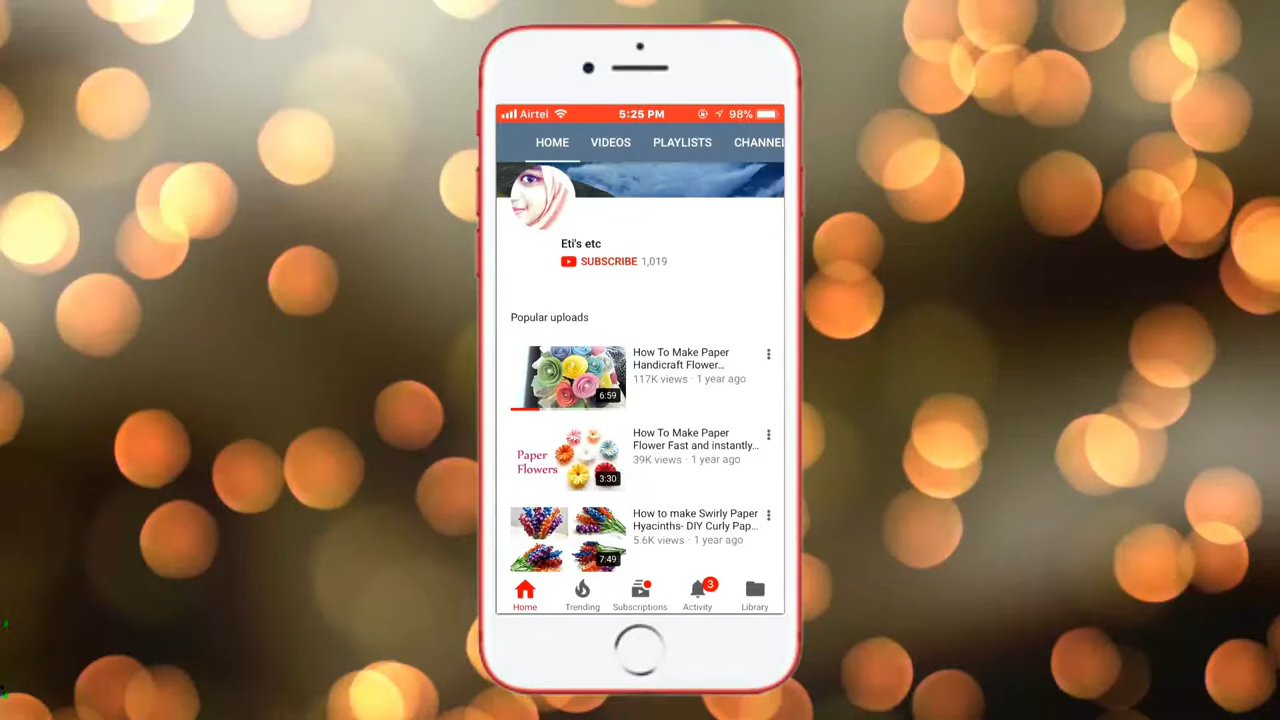 Airtel 5:25 PM 98%
HOME VIDEOS PLAYLISTS CHANNEL
Eti's etc
SUBSCRIBE 1,019
Popular uploads
How To Make Paper
Handicraft Flower...
117K views · 1 year ago
6:59
How To Make Paper
Flower Fast and instantly...
39K views · 1 year ago
Paper
Flowers
3:30
How to make Swirly Paper
Hyacinths- DIY Curly Pap...
5.6K views · 1 year ago
7:49
3
Home Trending Subscriptions Activity Library